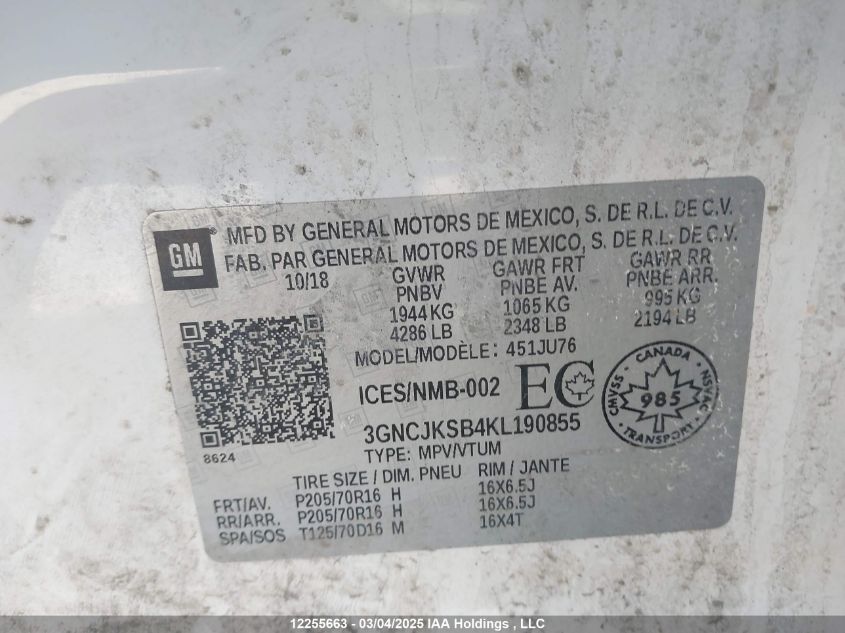 GM
MFD BY GENERAL MOTORS DE MEXICO, S. DE R.L. DE C.V.
FAB. PAR GENERAL MOTORS DE MEXICO, S. DE R.L. DE C.V.
10/18 GVWR GAWR FRT GAWR RR
PNBV PNBE AV. PNBE ARR.
1944 KG 1065 KG 995 KG
4286 LB 2348 LB 2194 LB
MODEL/MODÈLE: 451JU76
ICES/NMB-002 EC
CANADA
CMVSS 985 NSVAC
TRANSPORT
3GNCJKSB4KL190855
8624
TYPE: MPV/VTUM
TIRE SIZE / DIM. PNEU RIM / JANTE
FRT/AV. P205/70R16 H 16X6.5J
RR/ARR. P205/70R16 H 16X6.5J
SPA/SOS T125/70D16 M 16X4T
12255663 - 03/04/2025 IAA Holdings , LLC